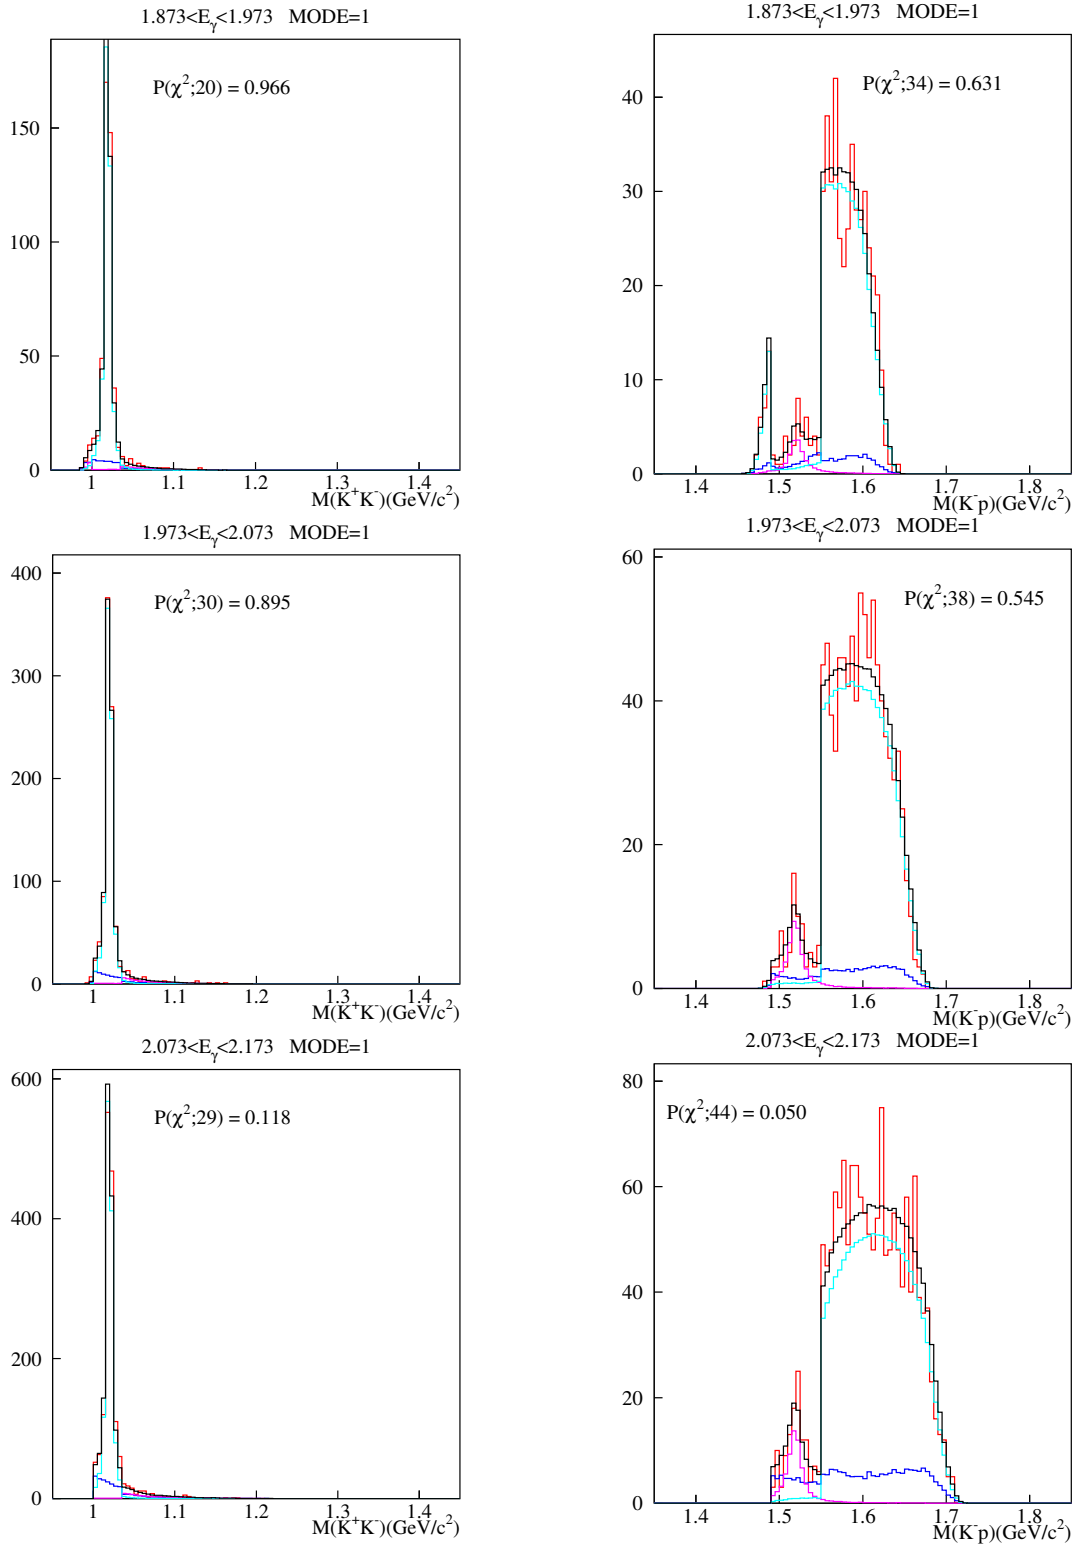 1.873<Eγ<1.973 MODE=1
P(χ²;20) = 0.966
150
100
50
0
1 1.1 1.2 1.3 1.4
M(K⁺K⁻)(GeV/c²)
1.873<Eγ<1.973 MODE=1
P(χ²;34) = 0.631
40
30
20
10
0
1.4 1.5 1.6 1.7 1.8
M(K⁻p)(GeV/c²)
1.973<Eγ<2.073 MODE=1
P(χ²;30) = 0.895
400
300
200
100
0
1 1.1 1.2 1.3 1.4
M(K⁺K⁻)(GeV/c²)
1.973<Eγ<2.073 MODE=1
P(χ²;38) = 0.545
60
40
20
0
1.4 1.5 1.6 1.7 1.8
M(K⁻p)(GeV/c²)
2.073<Eγ<2.173 MODE=1
P(χ²;29) = 0.118
600
400
200
0
1 1.1 1.2 1.3 1.4
M(K⁺K⁻)(GeV/c²)
2.073<Eγ<2.173 MODE=1
P(χ²;44) = 0.050
80
60
40
20
0
1.4 1.5 1.6 1.7 1.8
M(K⁻p)(GeV/c²)